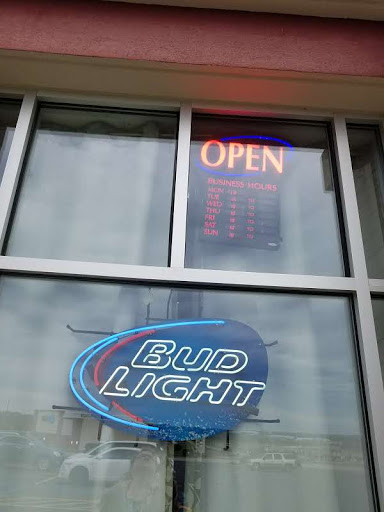 OPEN
BUSINESS HOURS
MON
TUE
WED
THU
FRI
SAT
SUN
BUD
LIGHT